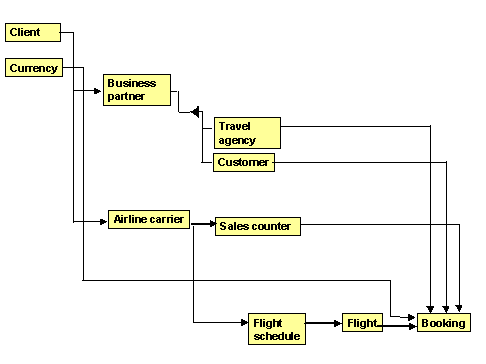 Client
Currency
Business
partner
Travel
agency
Customer
Airline carrier
Sales counter
Flight
schedule
Flight
Booking